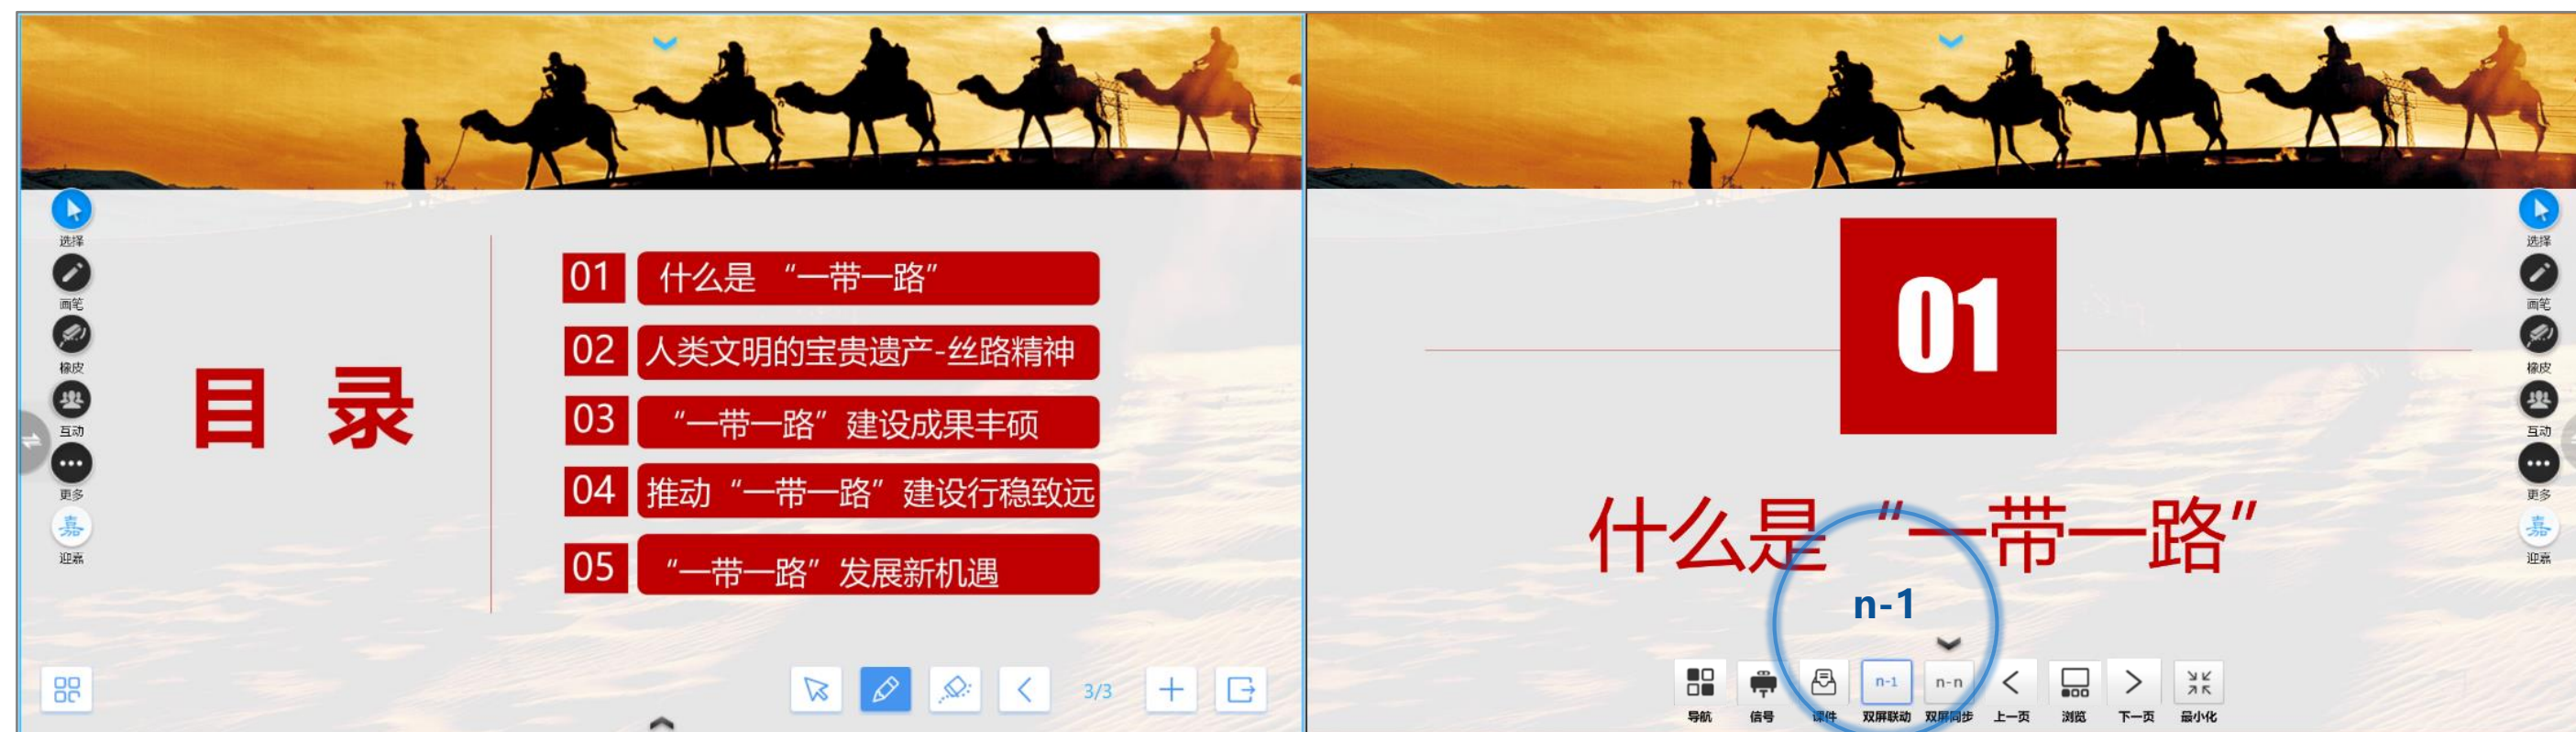 选择
画笔
橡皮
互动
更多
嘉
迎嘉
目 录
01 什么是 “一带一路”
02 人类文明的宝贵遗产-丝路精神
03 “一带一路” 建设成果丰硕
04 推动 “一带一路” 建设行稳致远
05 “一带一路” 发展新机遇
3/3
01
什么是 “一带一路”
n-1
n-1 n-n
导航 信号 课件 双屏联动 双屏同步 上一页 浏览 下一页 最小化
选择
画笔
橡皮
互动
更多
嘉
迎嘉